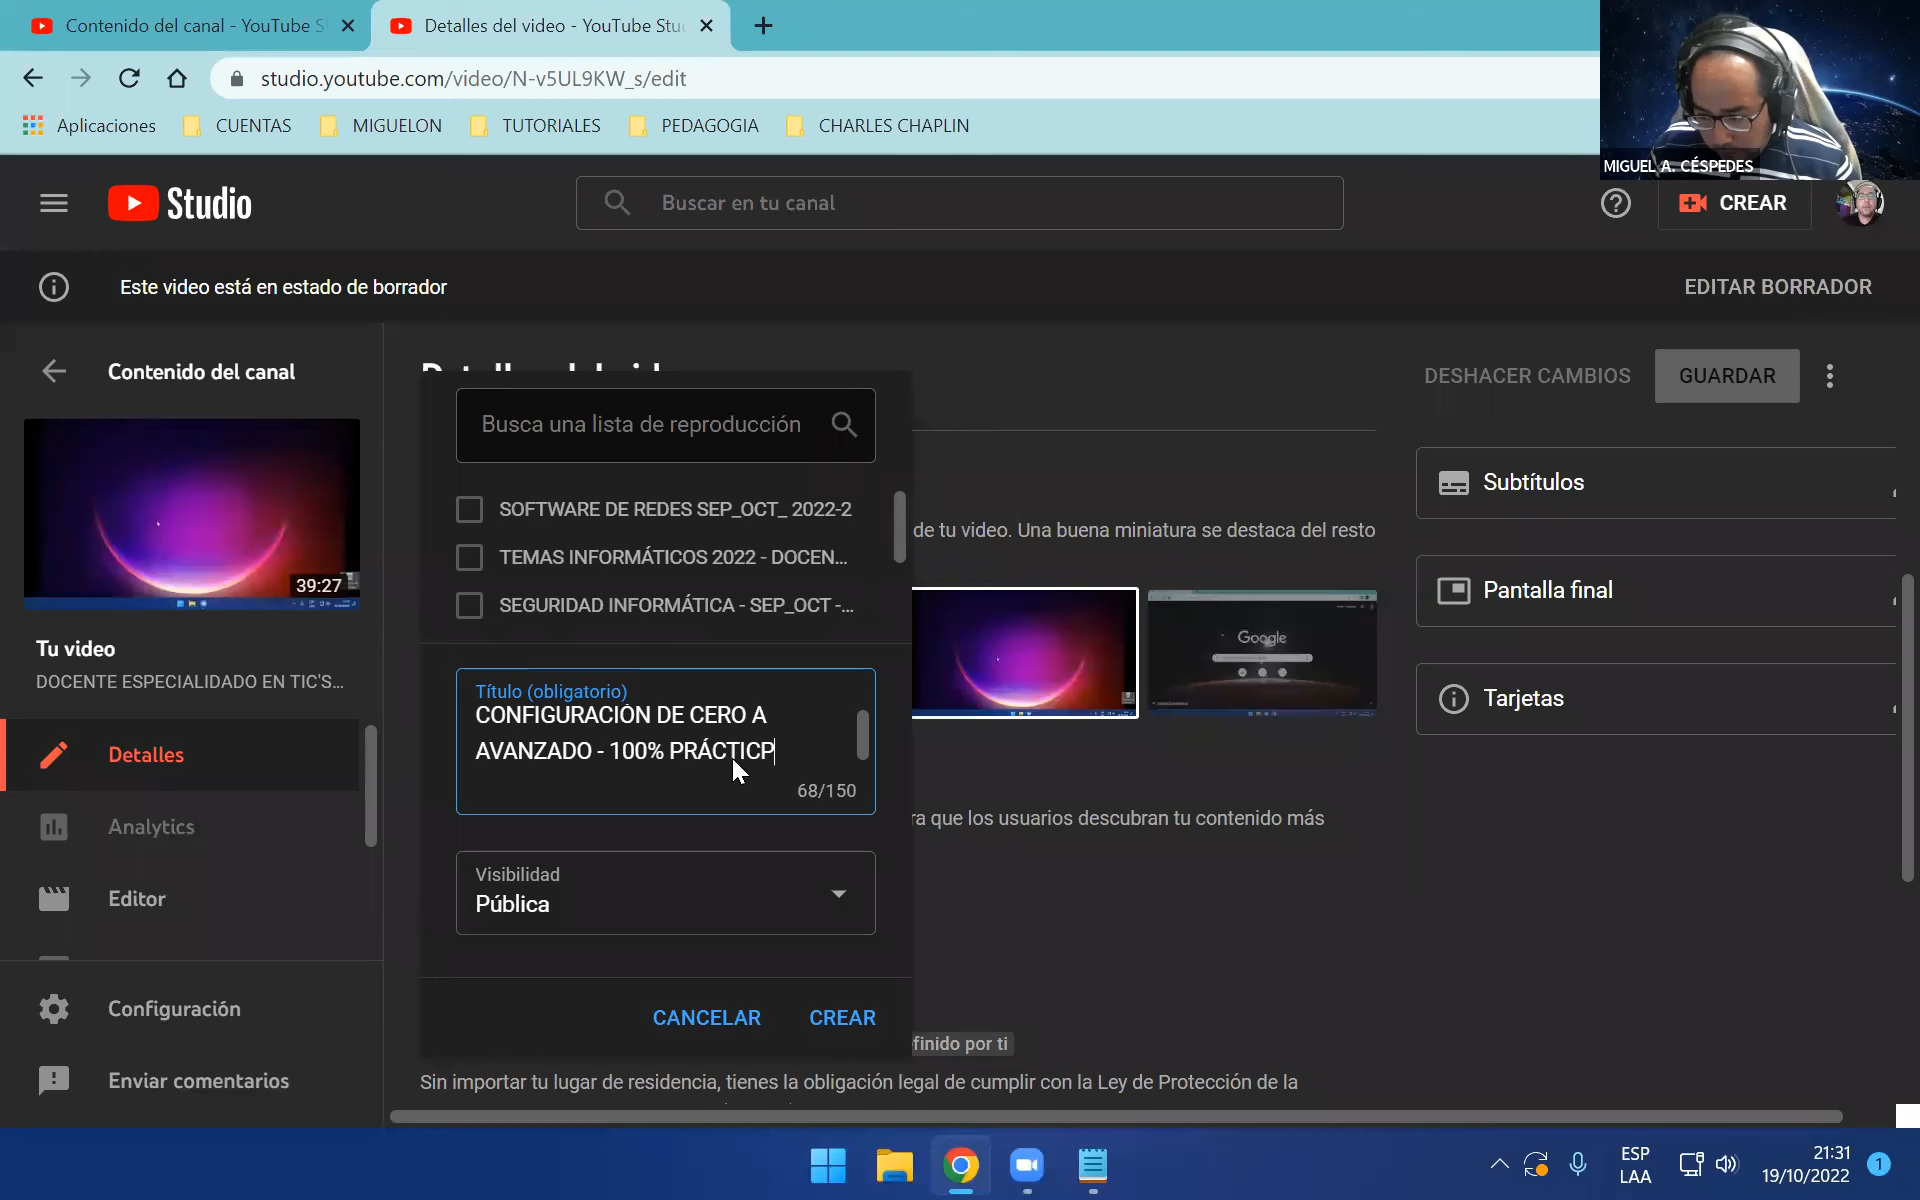 Contenido del canal - YouTube S
Detalles del video - YouTube Stu
studio.youtube.com/video/N-v5UL9KW_s/edit
Aplicaciones
CUENTAS
MIGUELON
TUTORIALES
PEDAGOGIA
CHARLES CHAPLIN
MIGUEL A. CÉSPEDES
Studio
Buscar en tu canal
CREAR
Este video está en estado de borrador
EDITAR BORRADOR
Contenido del canal
DESHACER CAMBIOS
GUARDAR
39:27
Tu video
DOCENTE ESPECIALIDADO EN TIC'S...
Detalles
Analytics
Editor
Configuración
Enviar comentarios
Busca una lista de reproducción
SOFTWARE DE REDES SEP_OCT_ 2022-2
TEMAS INFORMÁTICOS 2022 - DOCEN...
SEGURIDAD INFORMÁTICA - SEP_OCT -...
Título (obligatorio)
CONFIGURACIÓN DE CERO A
AVANZADO - 100% PRÁCTICP
68/150
Visibilidad
Pública
CANCELAR
CREAR
de tu video. Una buena miniatura se destaca del resto
Google
ra que los usuarios descubran tu contenido más
finido por ti
Sin importar tu lugar de residencia, tienes la obligación legal de cumplir con la Ley de Protección de la
Subtítulos
Pantalla final
Tarjetas
ESP
LAA
21:31
19/10/2022
1